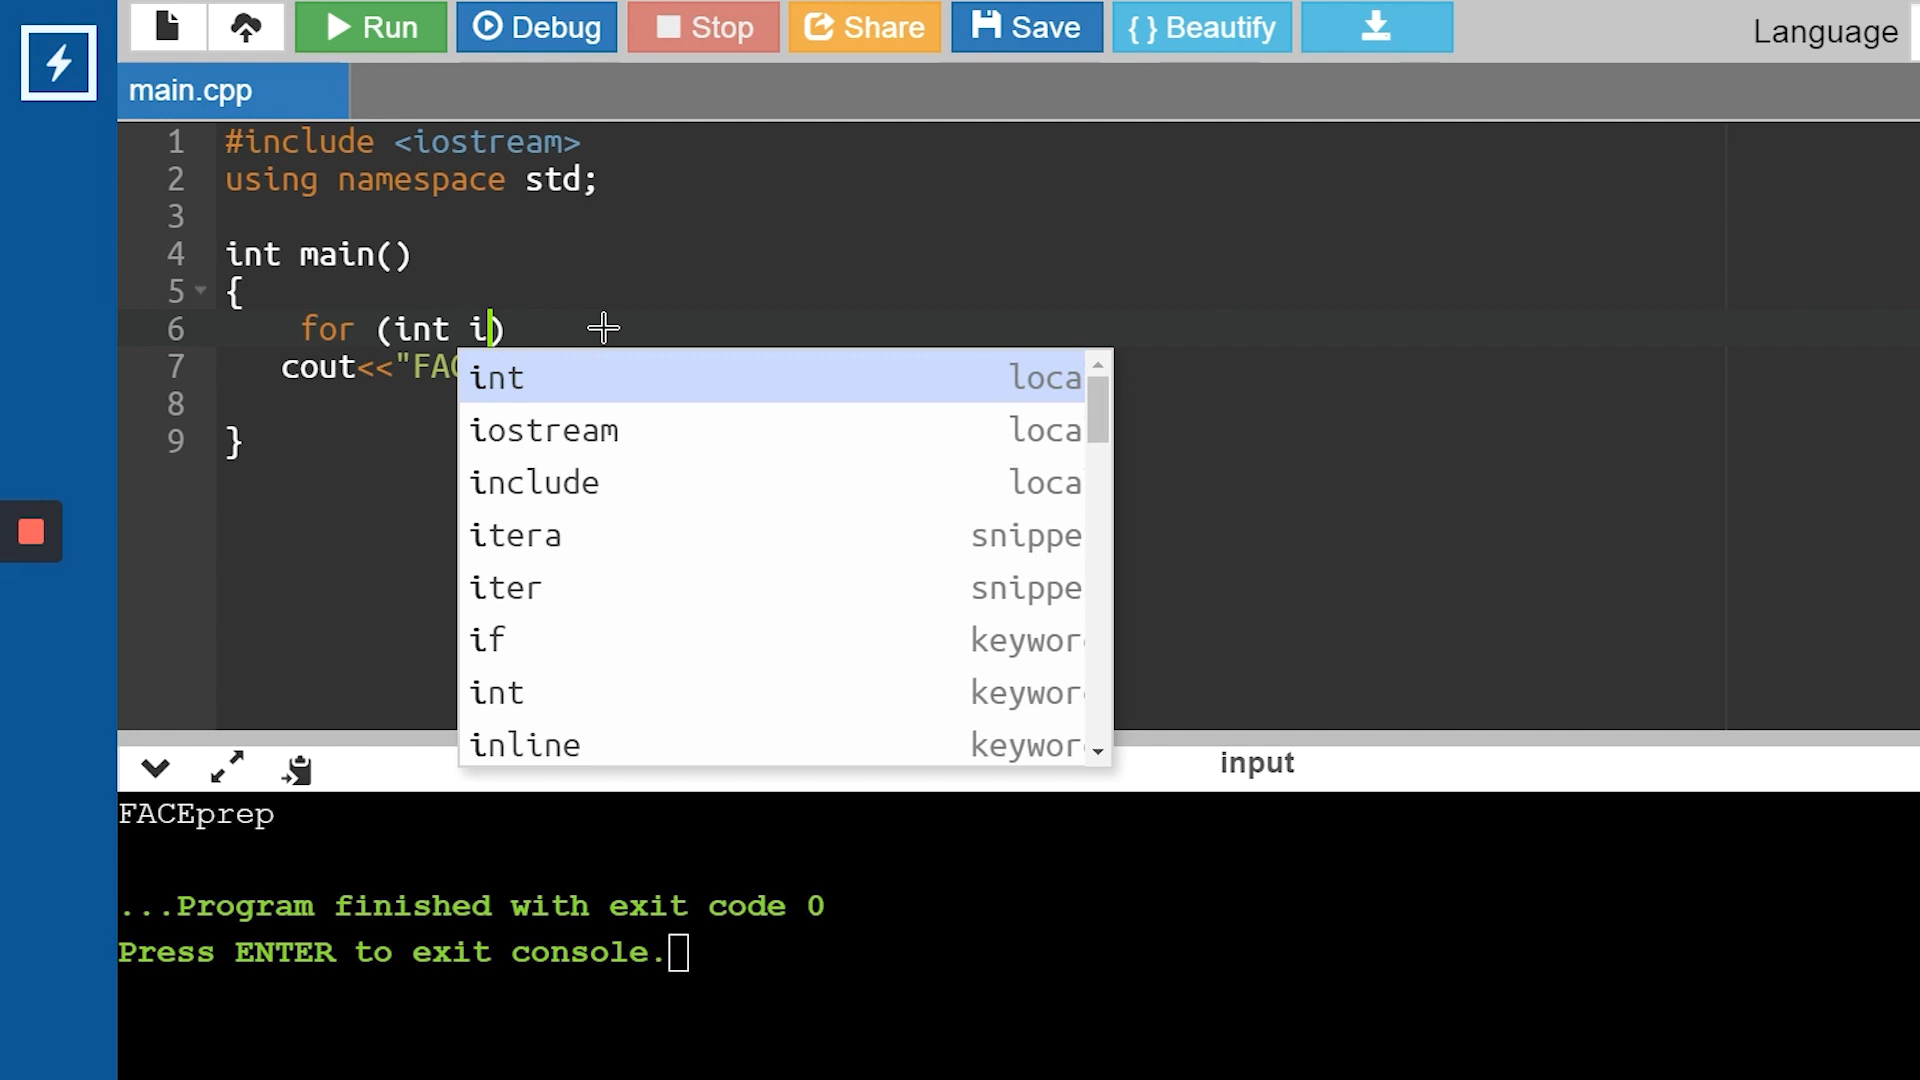 Run Debug Stop Share Save { } Beautify Language
main.cpp
1 #include <iostream>
2 using namespace std;
3
4 int main()
5 {
6 for (int i)
7 cout<<"FAC
8
9 }
int loca
iostream loca
include loca
itera snippe
iter snippe
if keywor
int keywor
inline keywor
input
FACEprep
...Program finished with exit code 0
Press ENTER to exit console.